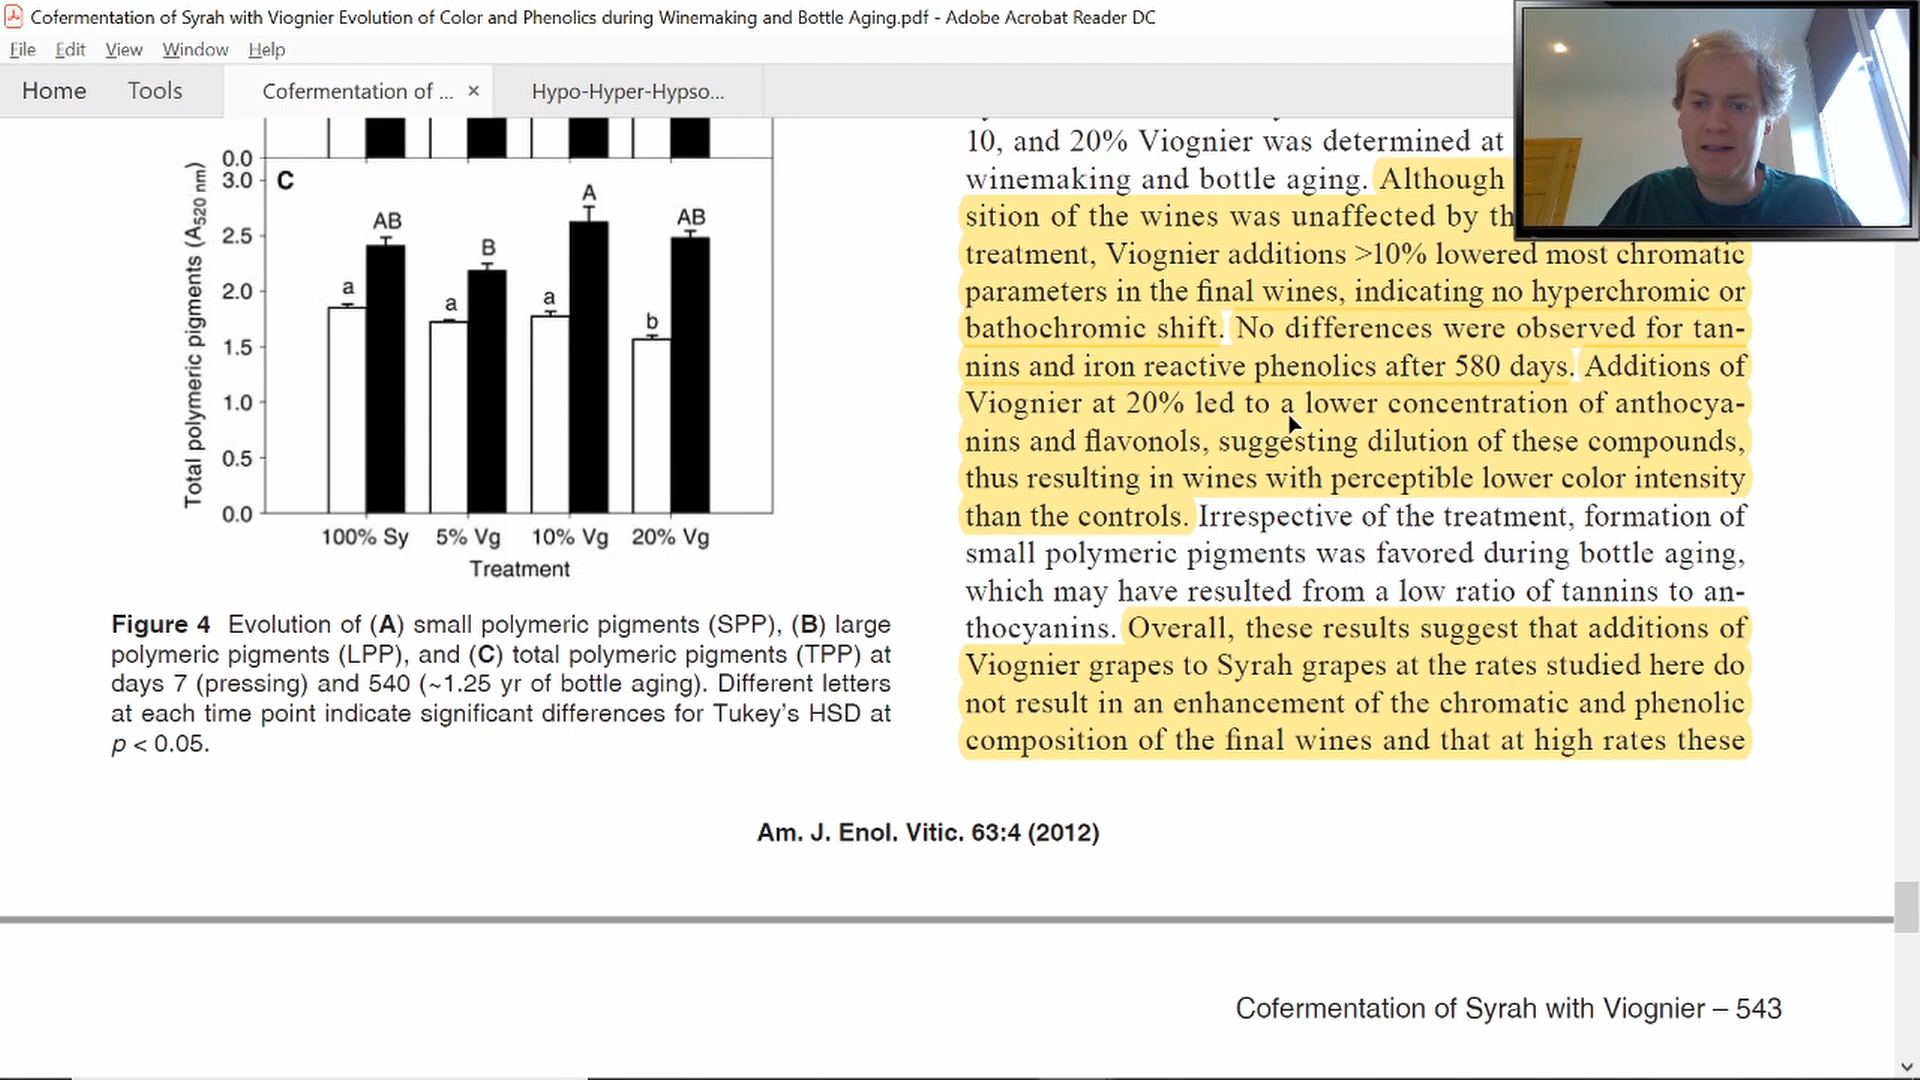 Cofermentation of Syrah with Viognier Evolution of Color and Phenolics during Winemaking and Bottle Aging.pdf - Adobe Acrobat Reader DC
File Edit View Window Help
Home Tools Cofermentation of ... × Hypo-Hyper-Hypso...
0.0
3.0
2.5
2.0
1.5
1.0
0.5
0.0
Total polymeric pigments (A520 nm)
C
a AB
a B
a A
b AB
100% Sy 5% Vg 10% Vg 20% Vg
Treatment
Figure 4 Evolution of (A) small polymeric pigments (SPP), (B) large
polymeric pigments (LPP), and (C) total polymeric pigments (TPP) at
days 7 (pressing) and 540 (~1.25 yr of bottle aging). Different letters
at each time point indicate significant differences for Tukey's HSD at
p < 0.05.
10, and 20% Viognier was determined at
winemaking and bottle aging. Although
sition of the wines was unaffected by th
treatment, Viognier additions >10% lowered most chromatic
parameters in the final wines, indicating no hyperchromic or
bathochromic shift. No differences were observed for tan-
nins and iron reactive phenolics after 580 days. Additions of
Viognier at 20% led to a lower concentration of anthocya-
nins and flavonols, suggesting dilution of these compounds,
thus resulting in wines with perceptible lower color intensity
than the controls. Irrespective of the treatment, formation of
small polymeric pigments was favored during bottle aging,
which may have resulted from a low ratio of tannins to an-
thocyanins. Overall, these results suggest that additions of
Viognier grapes to Syrah grapes at the rates studied here do
not result in an enhancement of the chromatic and phenolic
composition of the final wines and that at high rates these
Am. J. Enol. Vitic. 63:4 (2012)
Cofermentation of Syrah with Viognier – 543